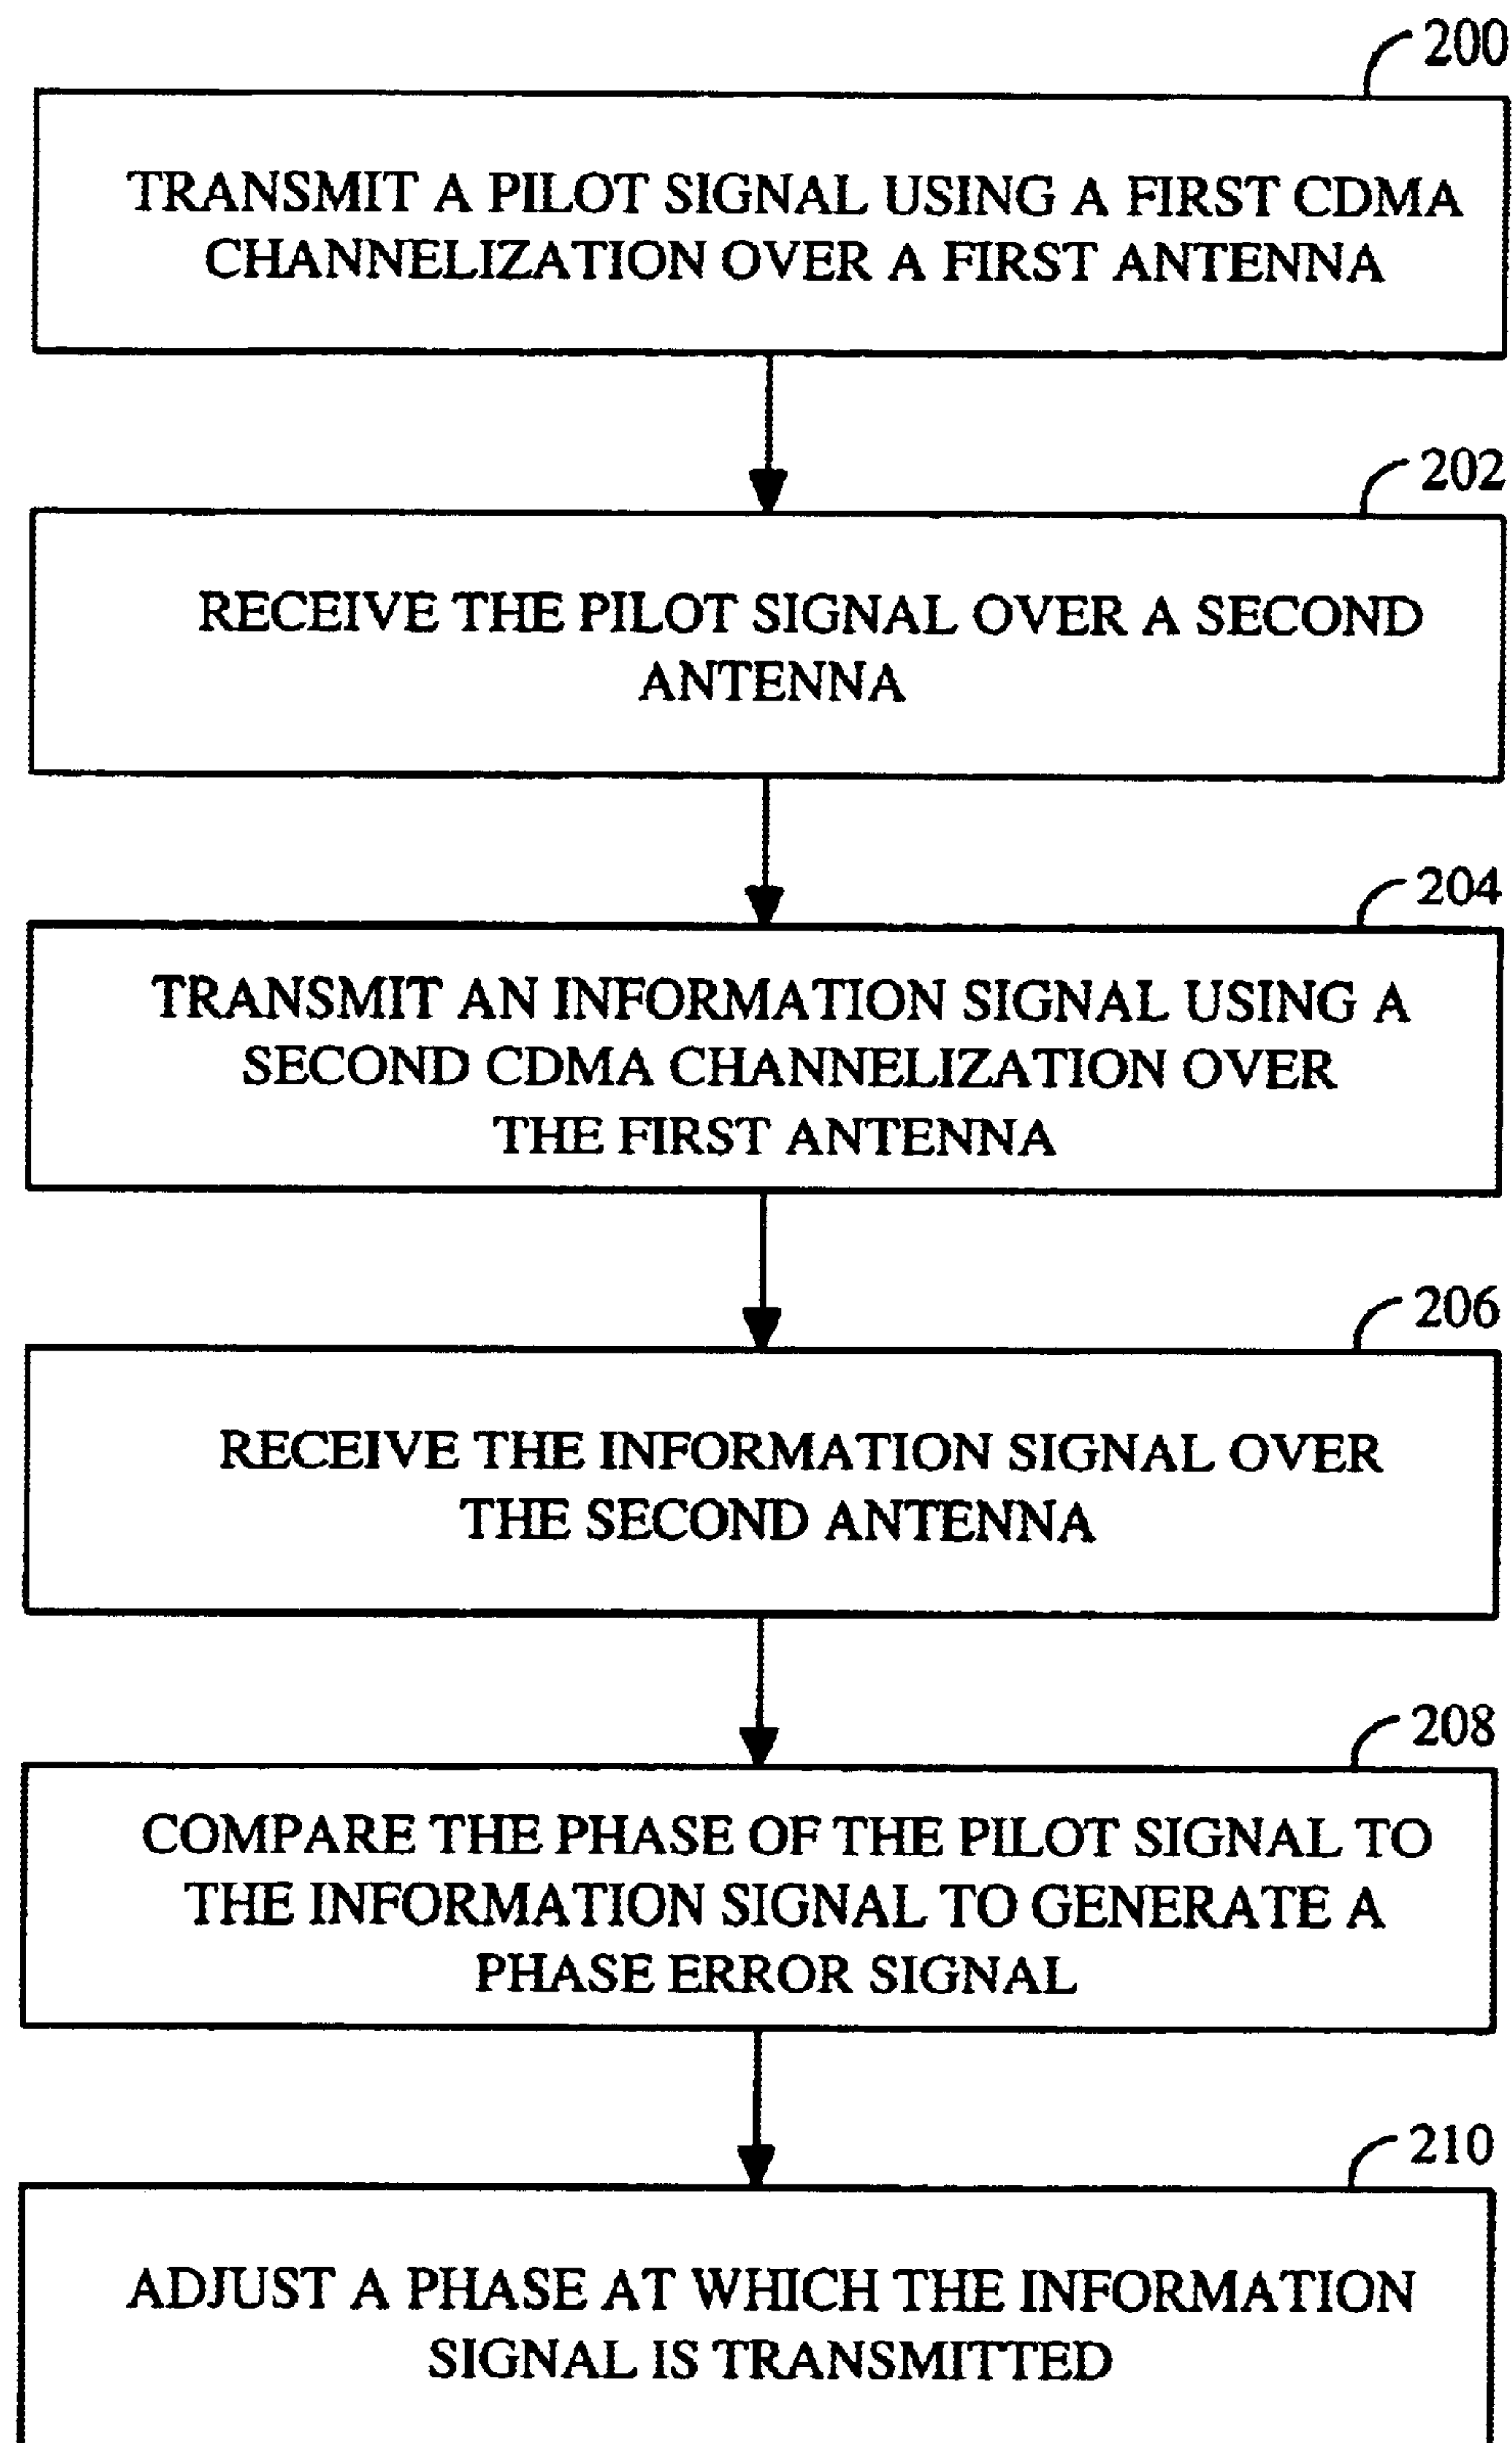 200
TRANSMIT A PILOT SIGNAL USING A FIRST CDMA
CHANNELIZATION OVER A FIRST ANTENNA
202
RECEIVE THE PILOT SIGNAL OVER A SECOND
ANTENNA
204
TRANSMIT AN INFORMATION SIGNAL USING A
SECOND CDMA CHANNELIZATION OVER
THE FIRST ANTENNA
206
RECEIVE THE INFORMATION SIGNAL OVER
THE SECOND ANTENNA
208
COMPARE THE PHASE OF THE PILOT SIGNAL TO
THE INFORMATION SIGNAL TO GENERATE A
PHASE ERROR SIGNAL
210
ADJUST A PHASE AT WHICH THE INFORMATION
SIGNAL IS TRANSMITTED